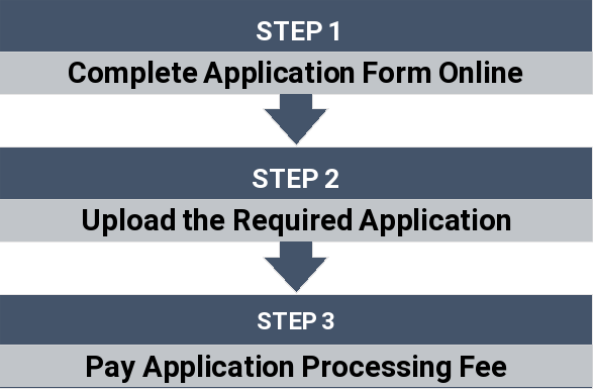 STEP 1
Complete Application Form Online
STEP 2
Upload the Required Application
STEP 3
Pay Application Processing Fee